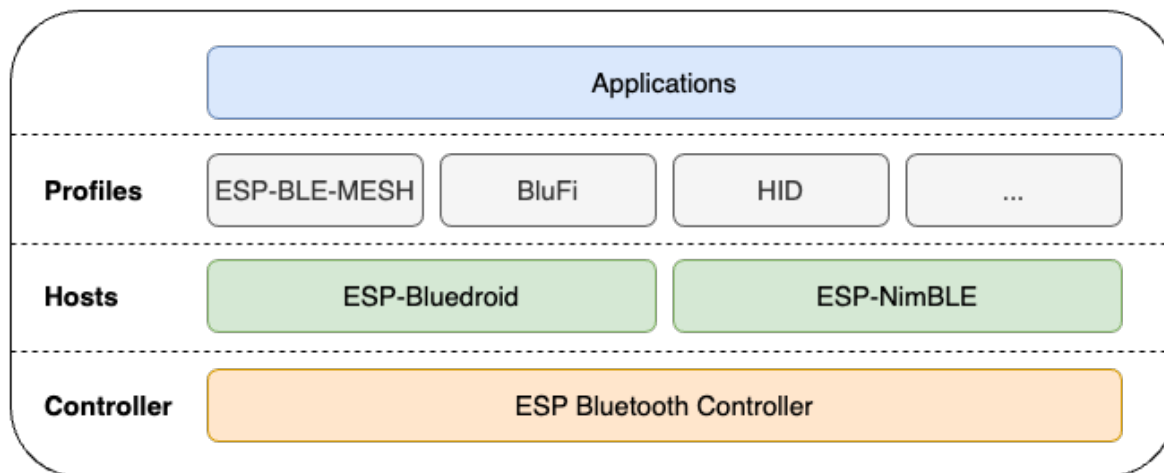 Applications
Profiles
ESP-BLE-MESH
BluFi
HID
...
Hosts
ESP-Bluedroid
ESP-NimBLE
Controller
ESP Bluetooth Controller